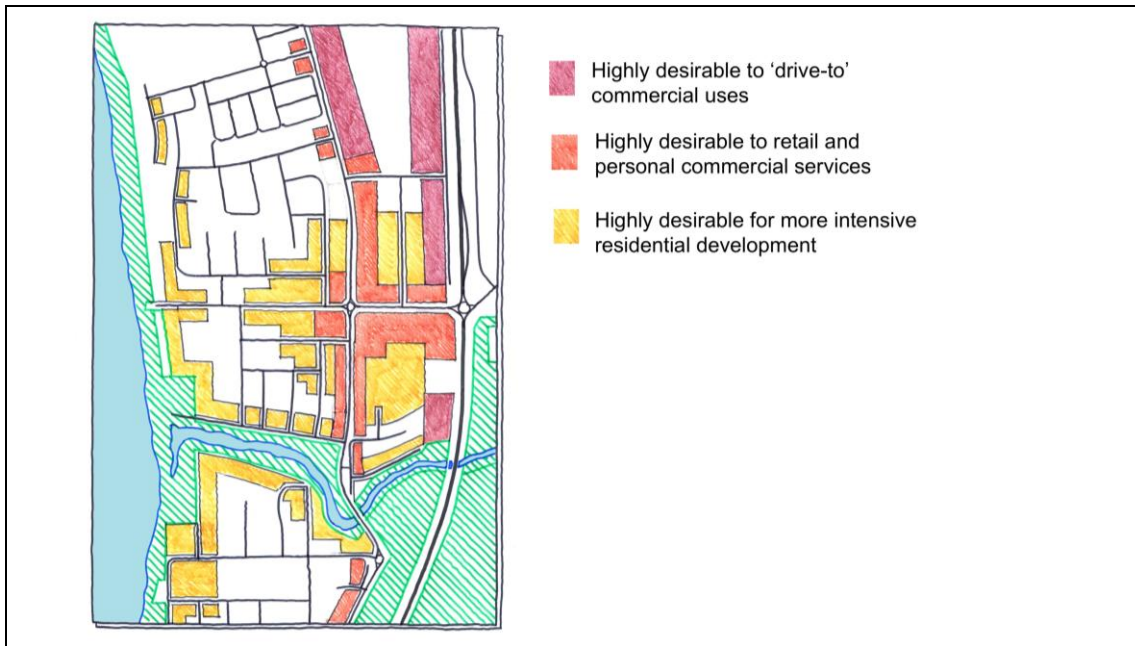 Highly desirable to ‘drive-to’
commercial uses
Highly desirable to retail and
personal commercial services
Highly desirable for more intensive
residential development